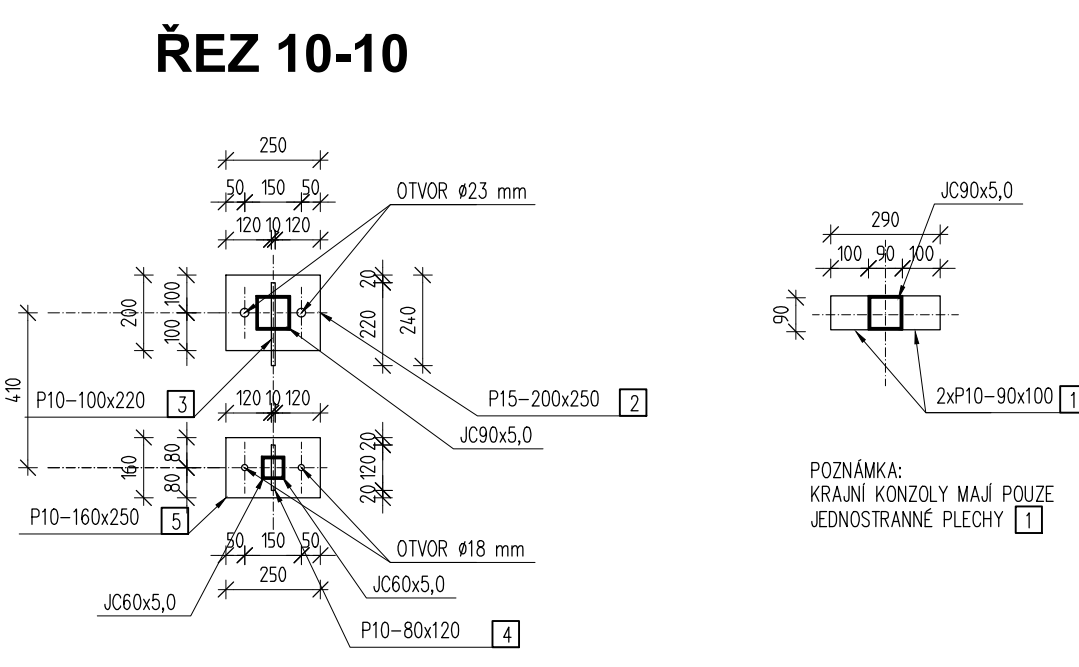 ŘEZ 10-10
250
50 150 50
OTVOR ø23 mm
120 10 120
200
100
100
20
220
240
410
P10-100x220 3
P15-200x250 2
120 10 120
JC90x5,0
160
80
80
20
120
20
P10-160x250 5
50 150 50
OTVOR ø18 mm
250
JC60x5,0
JC60x5,0
P10-80x120 4
JC90x5,0
290
100 90 100
90
2xP10-90x100 1
POZNÁMKA:
KRAJNÍ KONZOLY MAJÍ POUZE
JEDNOSTRANNÉ PLECHY 1